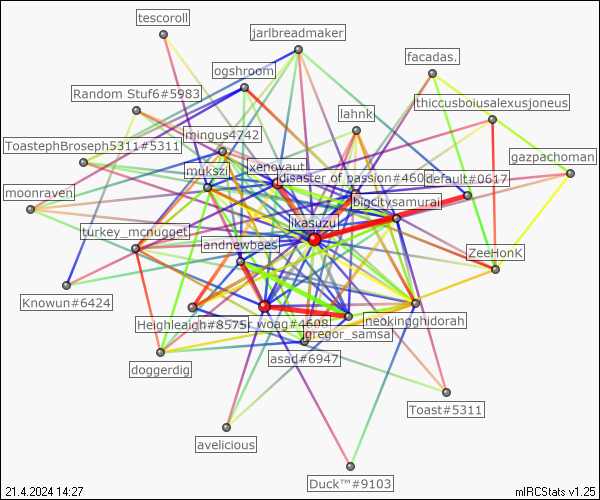 tescoroll
jarlbreadmaker
facadas.
ogshroom
Random Stuf6#5983
thiccusboiusalexusjoneus
lahnk
mingus4742
ToastephBroseph5311#5311
gazpachoman
xenovaut
mukszi
disaster of passion#460
default#0617
moonraven
bigcitysamurai
ikasuzu
turkey_mcnugget
andnewbees
ZeeHonK
Knowun#6424
Heighleagh#8575
r woag#4608
neokingghidorah
gregor_samsa
asad#6947
doggerdig
Toast#5311
avelicious
Duck™#9103
21.4.2024 14:27
mIRCStats v1.25